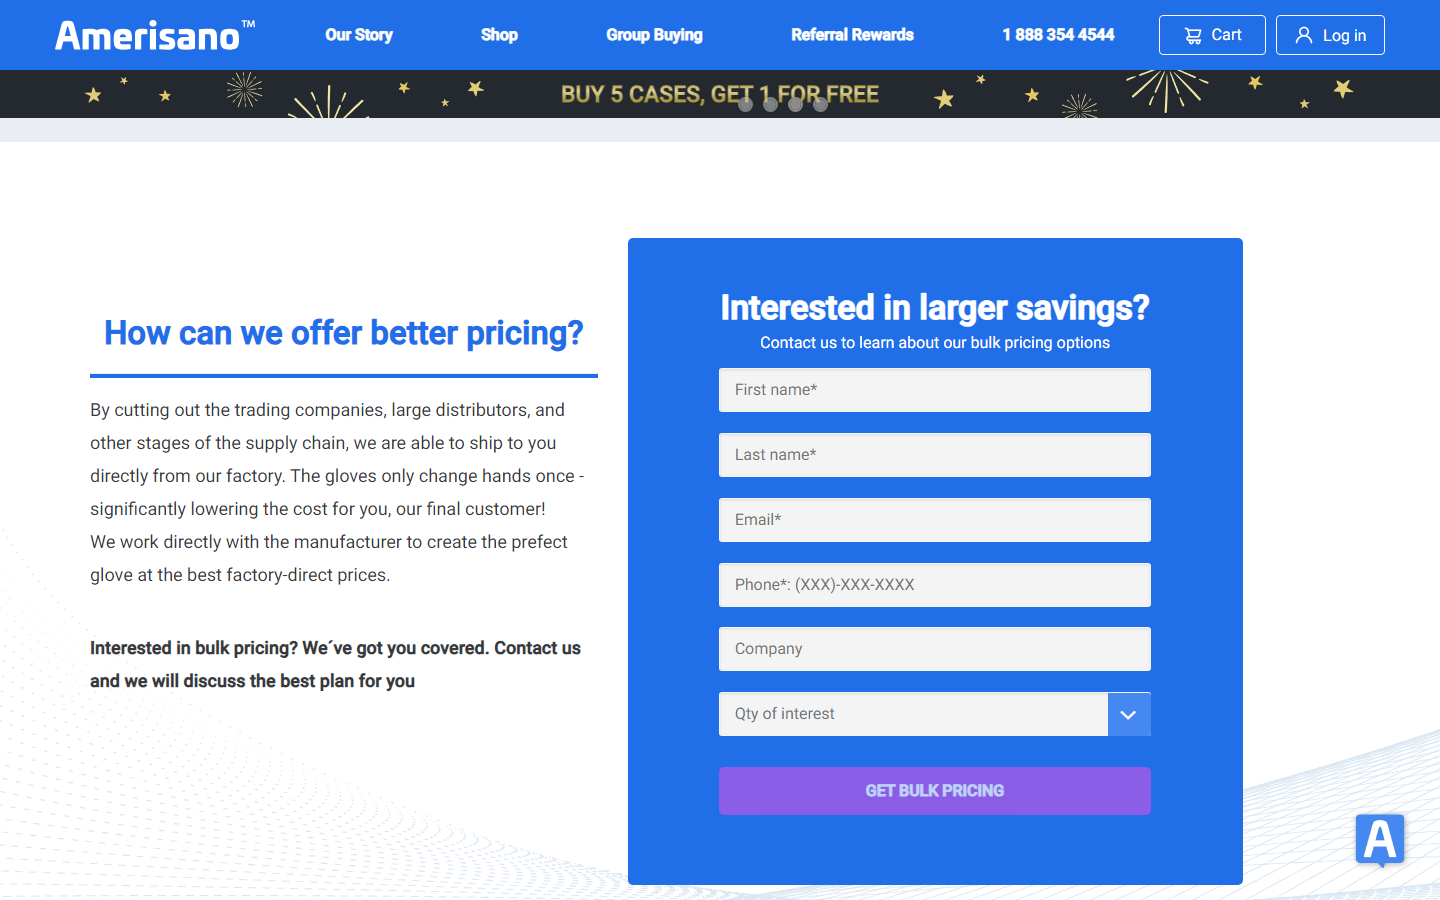 Amerisano™
Our Story
Shop
Group Buying
Referral Rewards
1 888 354 4544
Cart
Log in
BUY 5 CASES, GET 1 FOR FREE
How can we offer better pricing?
By cutting out the trading companies, large distributors, and
other stages of the supply chain, we are able to ship to you
directly from our factory. The gloves only change hands once -
significantly lowering the cost for you, our final customer!
We work directly with the manufacturer to create the prefect
glove at the best factory-direct prices.
Interested in bulk pricing? We´ve got you covered. Contact us
and we will discuss the best plan for you
Interested in larger savings?
Contact us to learn about our bulk pricing options
First name*
Last name*
Email*
Phone*: (XXX)-XXX-XXXX
Company
Qty of interest
GET BULK PRICING
A